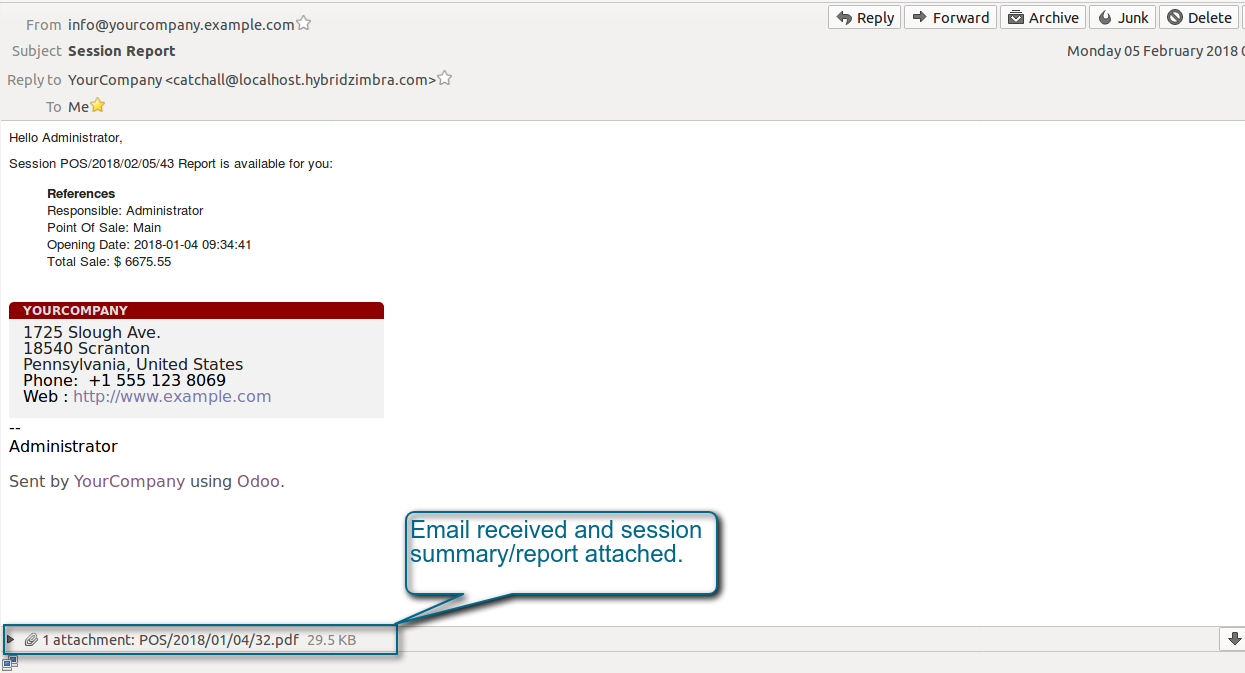 From info@yourcompany.example.com
Reply Forward Archive Junk Delete
Subject Session Report
Monday 05 February 2018
Reply to YourCompany <catchall@localhost.hybridzimbra.com>
To Me
Hello Administrator,
Session POS/2018/02/05/43 Report is available for you:
References
Responsible: Administrator
Point Of Sale: Main
Opening Date: 2018-01-04 09:34:41
Total Sale: $ 6675.55
YOURCOMPANY
1725 Slough Ave.
18540 Scranton
Pennsylvania, United States
Phone: +1 555 123 8069
Web : http://www.example.com
--
Administrator
Sent by YourCompany using Odoo.
Email received and session
summary/report attached.
1 attachment: POS/2018/01/04/32.pdf 29.5 KB